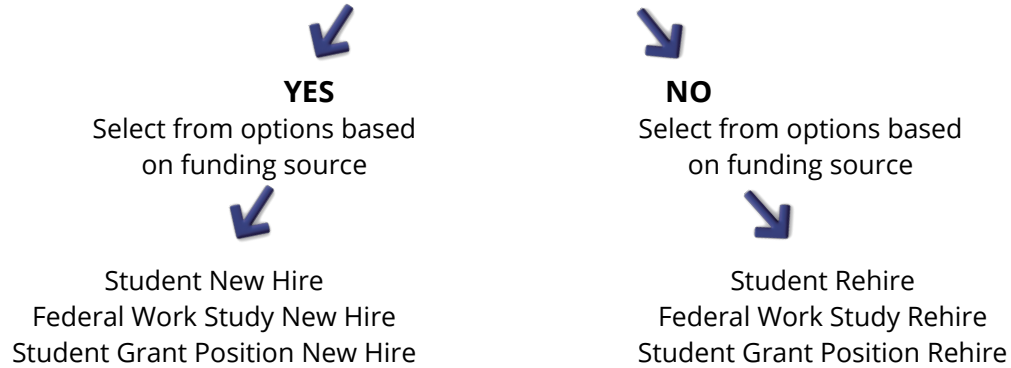 YES
Select from options based
on funding source
Student New Hire
Federal Work Study New Hire
Student Grant Position New Hire
NO
Select from options based
on funding source
Student Rehire
Federal Work Study Rehire
Student Grant Position Rehire